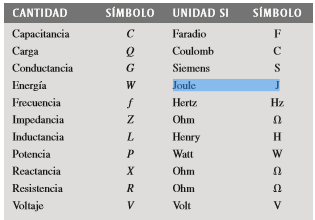 CANTIDAD SÍMBOLO UNIDAD SI SÍMBOLO
Capacitancia C Faradio F
Carga Q Coulomb C
Conductancia G Siemens S
Energía W Joule J
Frecuencia f Hertz Hz
Impedancia Z Ohm Ω
Inductancia L Henry H
Potencia P Watt W
Reactancia X Ohm Ω
Resistencia R Ohm Ω
Voltaje V Volt V